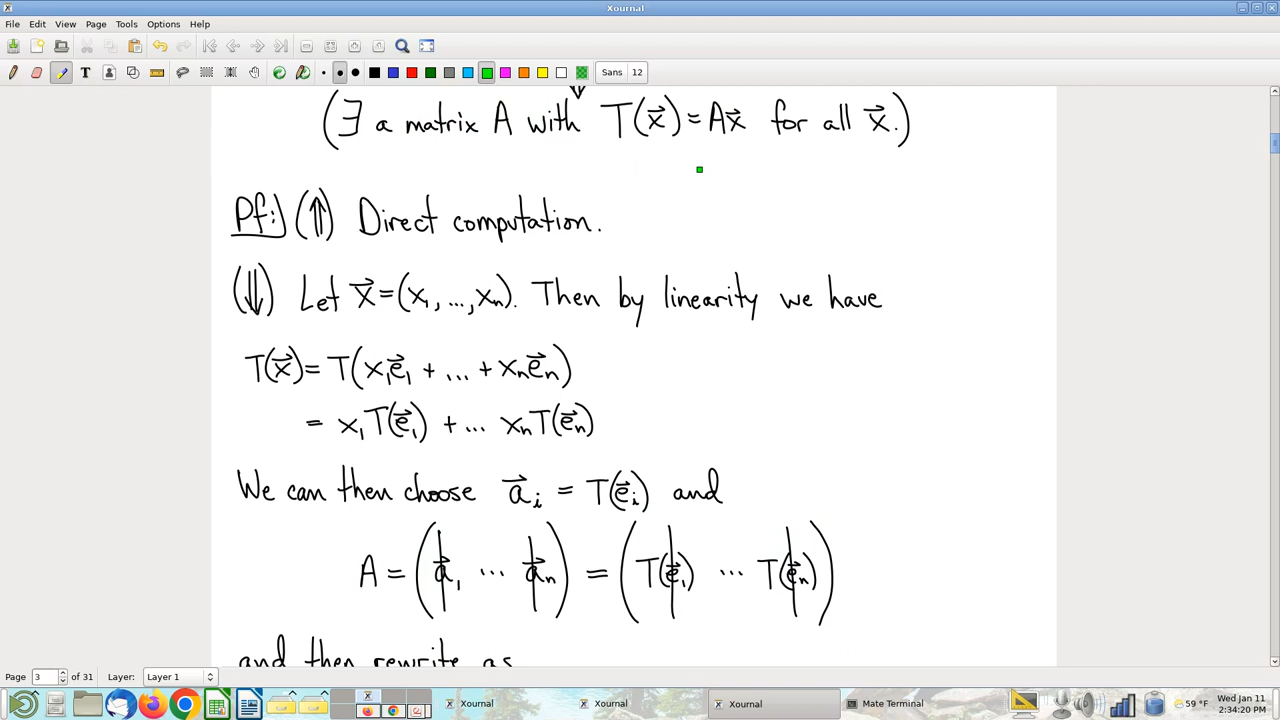 Xournal
File Edit View Page Tools Options Help
Sans 12
(∃ a matrix A with T(x⃗) = Ax⃗ for all x⃗.)
Pf:) (⇑) Direct computation.
(⇓) Let x⃗ = (x₁, ..., xₙ). Then by linearity we have
T(x⃗) = T(x₁e⃗₁ + ... + xₙe⃗ₙ)
= x₁T(e⃗₁) + ... xₙT(e⃗ₙ)
We can then choose a⃗ᵢ = T(e⃗ᵢ) and
A = (a⃗₁ ... a⃗ₙ) = (T(e⃗₁) ... T(e⃗ₙ))
and then rewrite as
Page 3 of 31 Layer: Layer 1
Xournal Xournal Xournal Mate Terminal 59 °F Wed Jan 11
2:34:20 PM